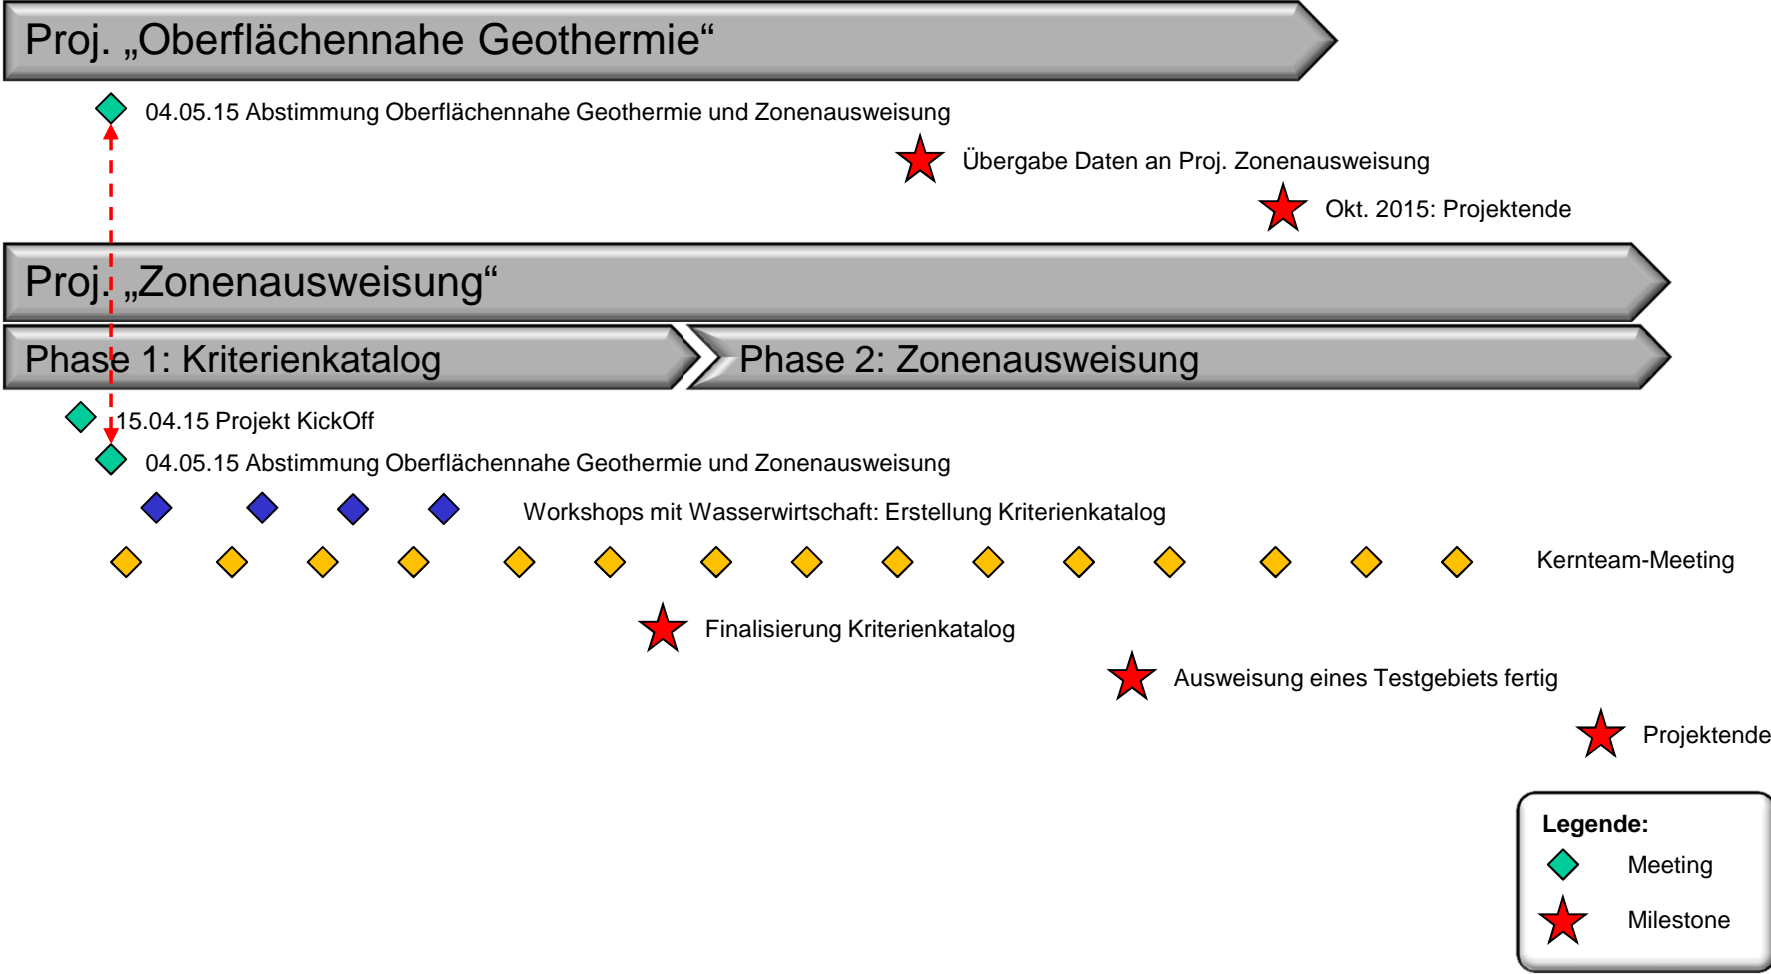 Proj. „Oberflächennahe Geothermie“
04.05.15 Abstimmung Oberflächennahe Geothermie und Zonenausweisung
Übergabe Daten an Proj. Zonenausweisung
Okt. 2015: Projektende
Proj. „Zonenausweisung“
Phase 1: Kriterienkatalog
Phase 2: Zonenausweisung
15.04.15 Projekt KickOff
04.05.15 Abstimmung Oberflächennahe Geothermie und Zonenausweisung
Workshops mit Wasserwirtschaft: Erstellung Kriterienkatalog
Kernteam-Meeting
Finalisierung Kriterienkatalog
Ausweisung eines Testgebiets fertig
Projektende
Legende:
Meeting
Milestone